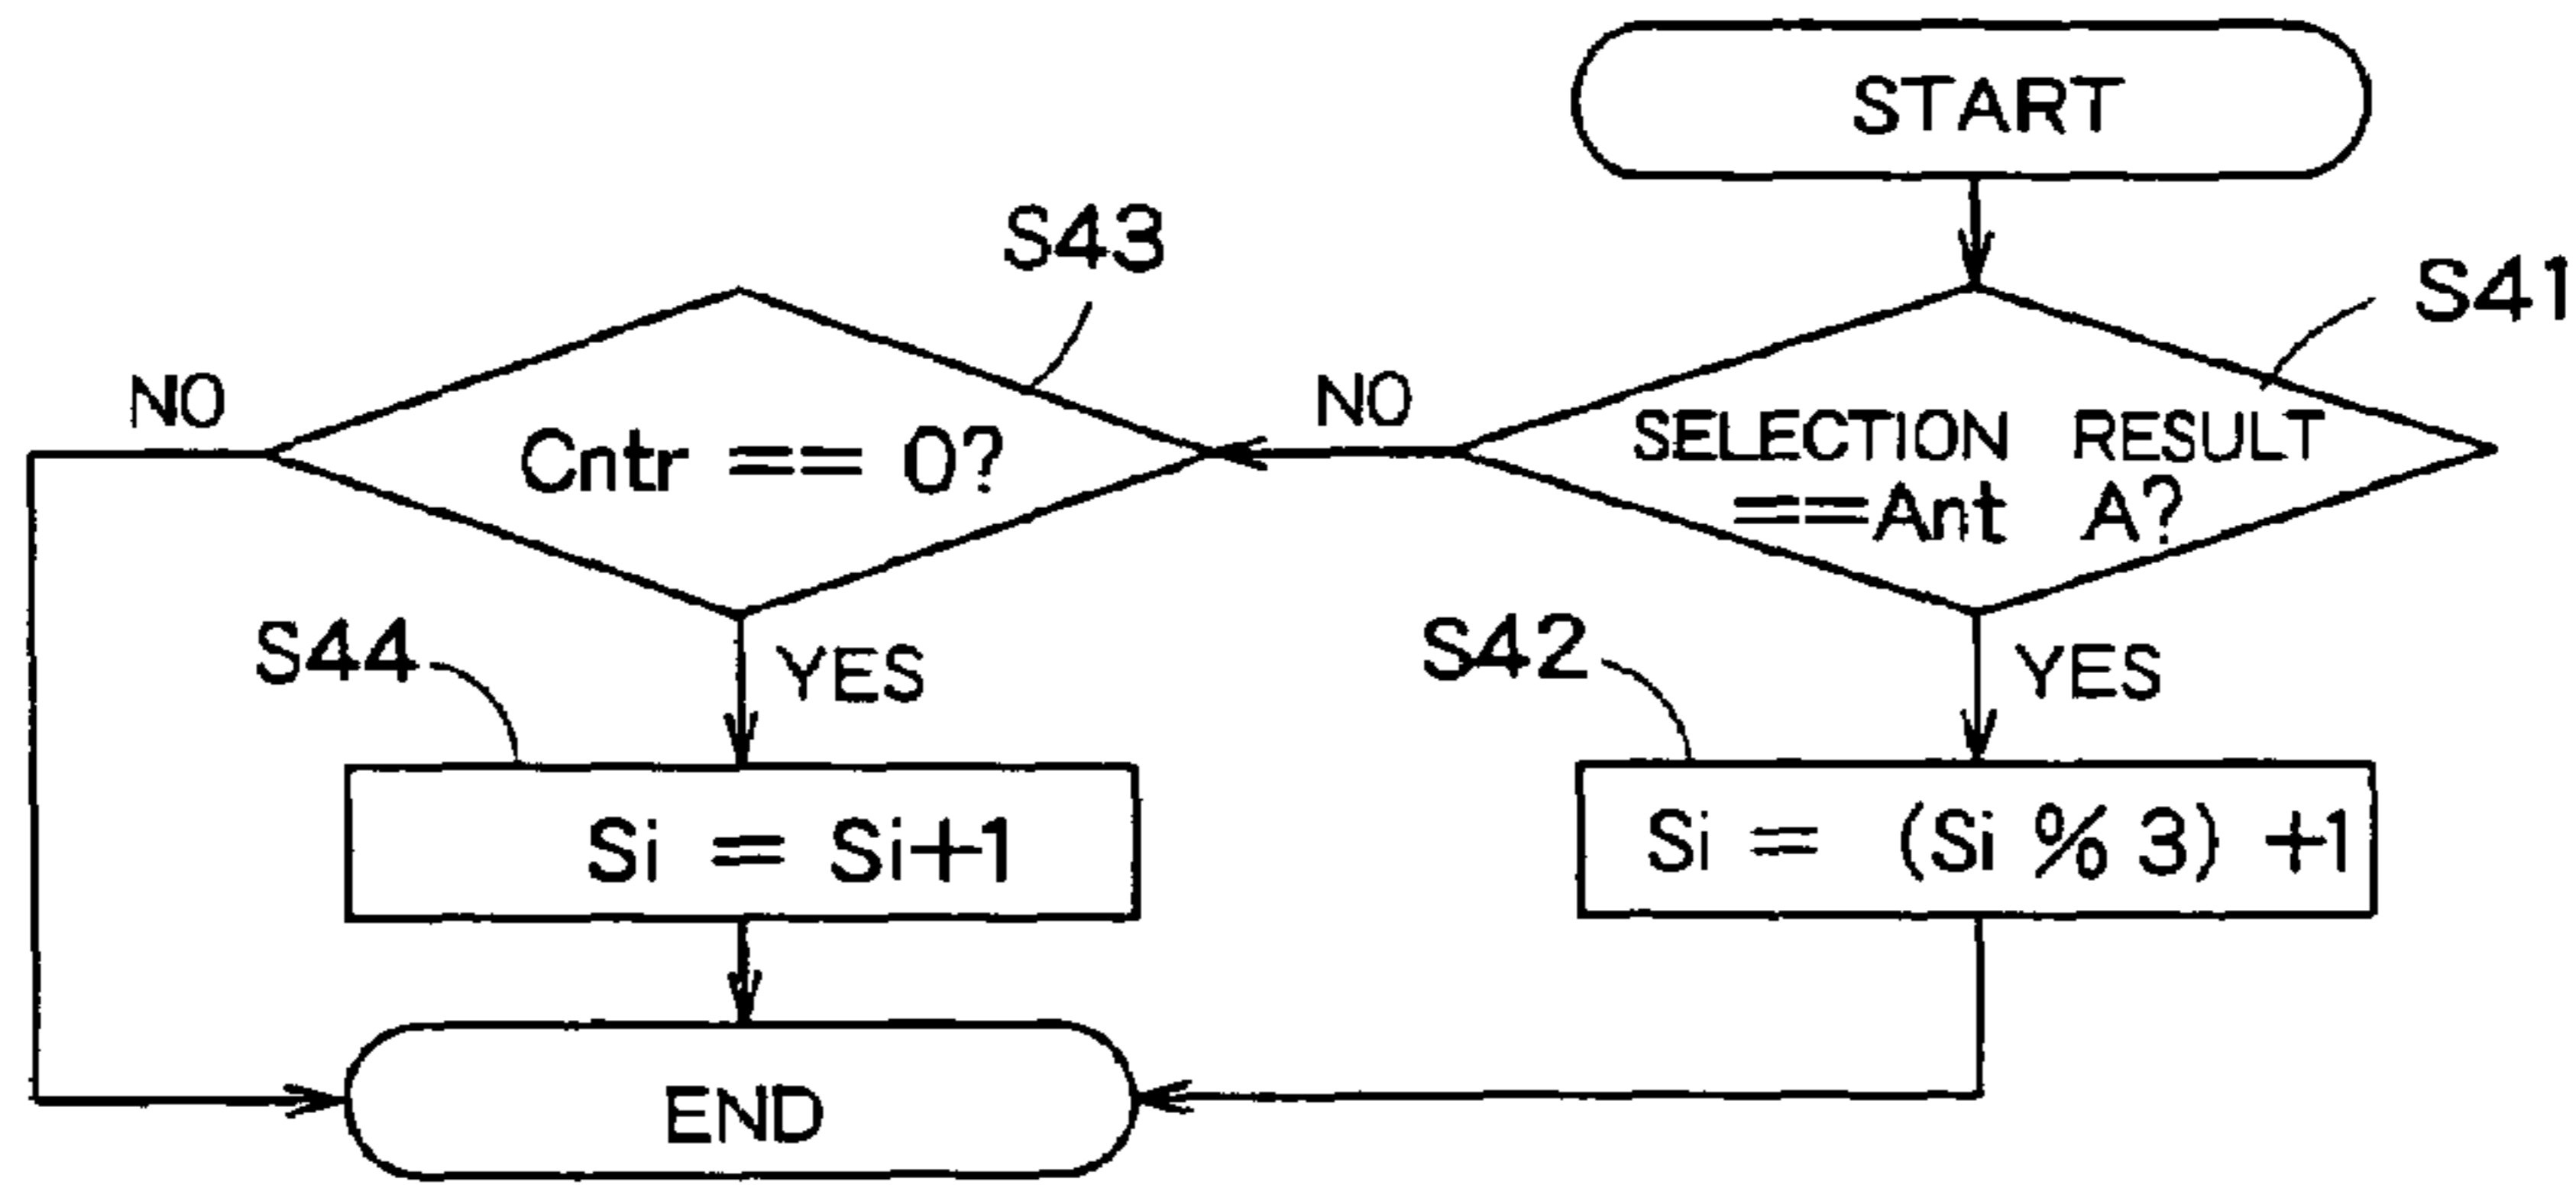 START
S41
SELECTION RESULT
==Ant A?
NO
YES
S43
Cntr == 0?
NO
YES
S42
Si = (Si % 3) +1
S44
Si = Si+1
END